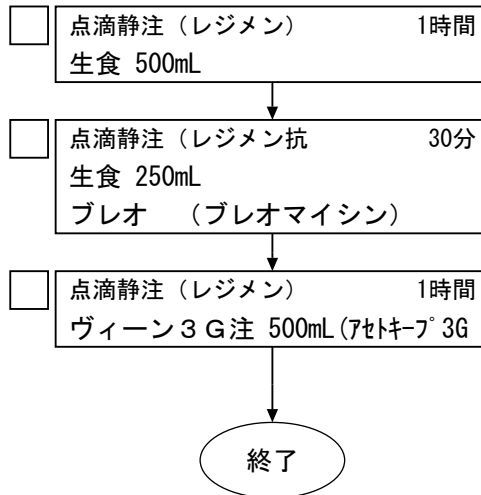 点滴静注（レジメン） 1時間
生食 500mL
点滴静注（レジメン抗 30分
生食 250mL
ブレオ （ブレオマイシン）
点滴静注（レジメン） 1時間
ヴィーン３Ｇ注 500mL(ｱｾﾄｷｰﾌﾟ3G
終了